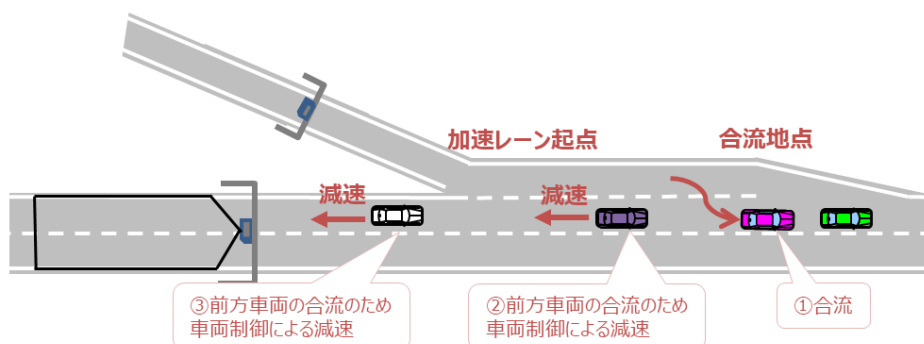 加速レーン起点
合流地点
減速
減速
③前方車両の合流のため
車両制御による減速
②前方車両の合流のため
車両制御による減速
①合流